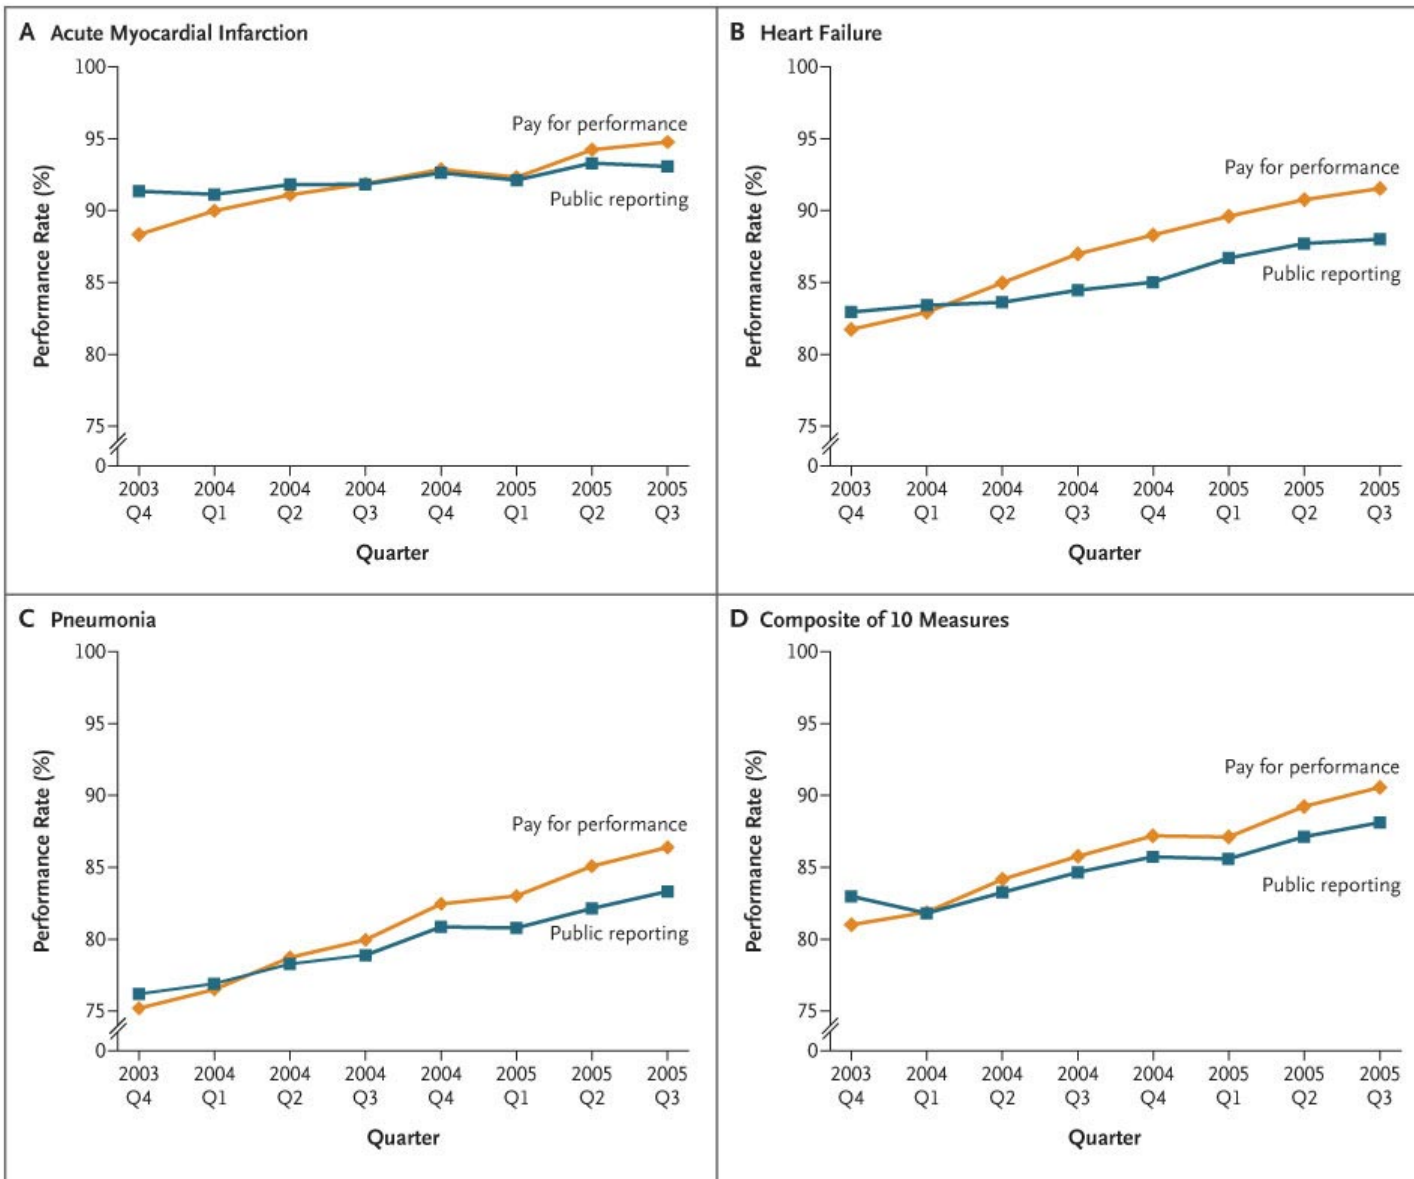 A Acute Myocardial Infarction
100
95
90
85
80
75
0
Performance Rate (%)
Pay for performance
Public reporting
2003 2004 2004 2004 2004 2005 2005 2005
Q4 Q1 Q2 Q3 Q4 Q1 Q2 Q3
Quarter
B Heart Failure
100
95
90
85
80
75
0
Performance Rate (%)
Pay for performance
Public reporting
2003 2004 2004 2004 2004 2005 2005 2005
Q4 Q1 Q2 Q3 Q4 Q1 Q2 Q3
Quarter
C Pneumonia
100
95
90
85
80
75
0
Performance Rate (%)
Pay for performance
Public reporting
2003 2004 2004 2004 2004 2005 2005 2005
Q4 Q1 Q2 Q3 Q4 Q1 Q2 Q3
Quarter
D Composite of 10 Measures
100
95
90
85
80
75
0
Performance Rate (%)
Pay for performance
Public reporting
2003 2004 2004 2004 2004 2005 2005 2005
Q4 Q1 Q2 Q3 Q4 Q1 Q2 Q3
Quarter